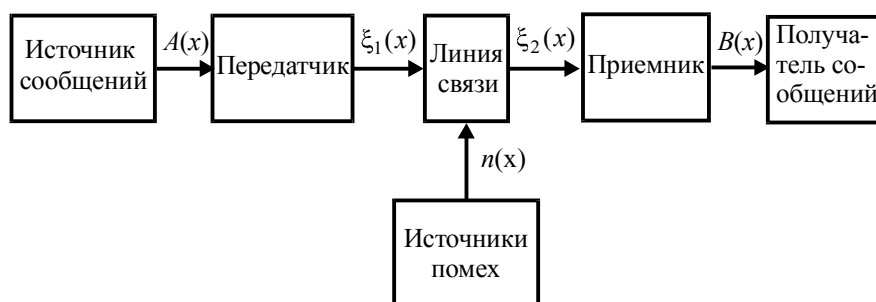 Источник
сообщений
A(x)
Передатчик
ξ₁(x)
Линия
связи
ξ₂(x)
Приемник
B(x)
Получа-
тель со-
общений
n(x)
Источники
помех